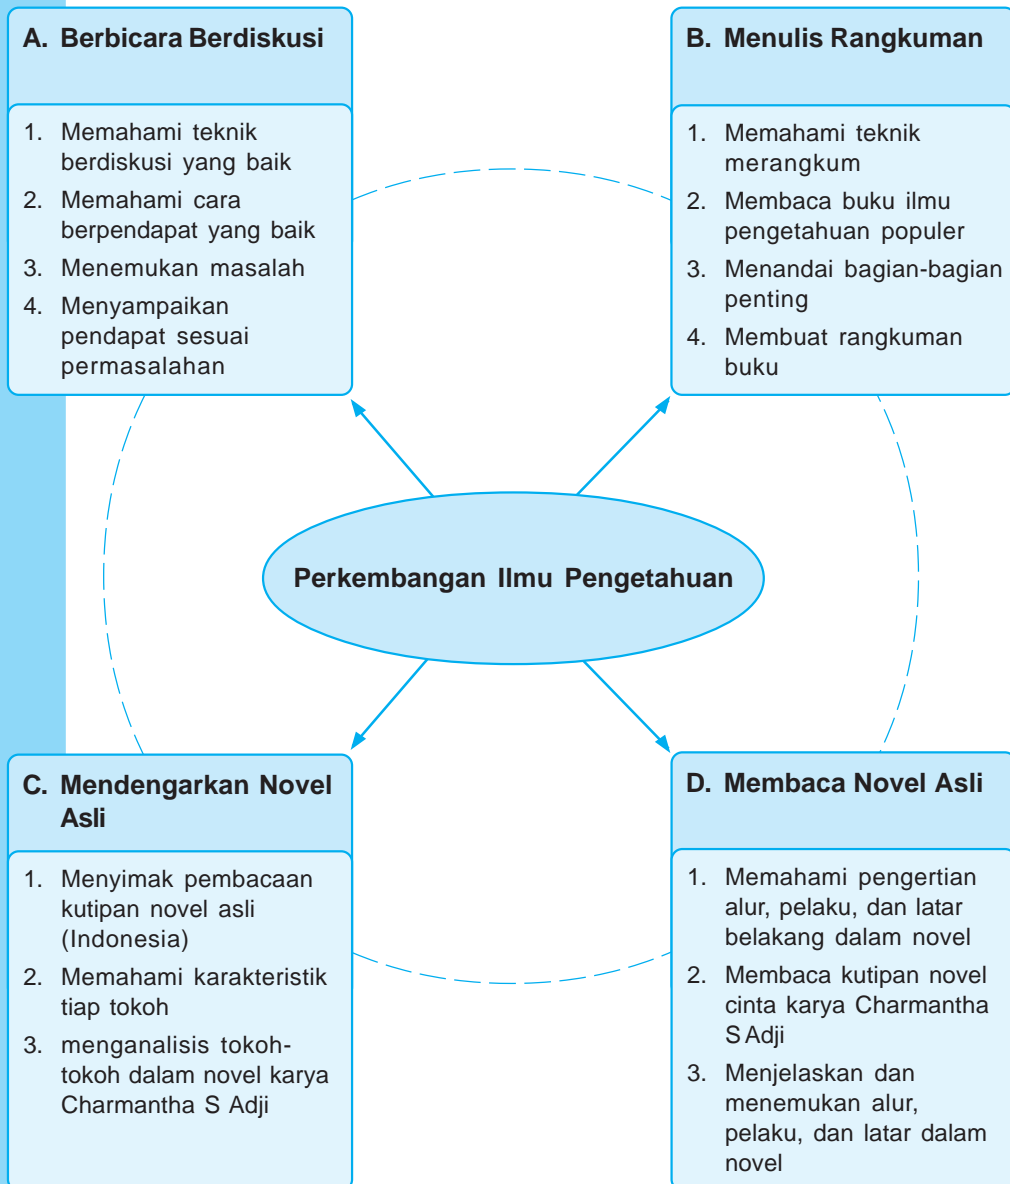 A. Berbicara Berdiskusi
1. Memahami teknik
berdiskusi yang baik
2. Memahami cara
berpendapat yang baik
3. Menemukan masalah
4. Menyampaikan
pendapat sesuai
permasalahan
B. Menulis Rangkuman
1. Memahami teknik
merangkum
2. Membaca buku ilmu
pengetahuan populer
3. Menandai bagian-bagian
penting
4. Membuat rangkuman
buku
Perkembangan Ilmu Pengetahuan
C. Mendengarkan Novel
Asli
1. Menyimak pembacaan
kutipan novel asli
(Indonesia)
2. Memahami karakteristik
tiap tokoh
3. menganalisis tokoh-
tokoh dalam novel karya
Charmantha S Adji
D. Membaca Novel Asli
1. Memahami pengertian
alur, pelaku, dan latar
belakang dalam novel
2. Membaca kutipan novel
cinta karya Charmantha
S Adji
3. Menjelaskan dan
menemukan alur,
pelaku, dan latar dalam
novel